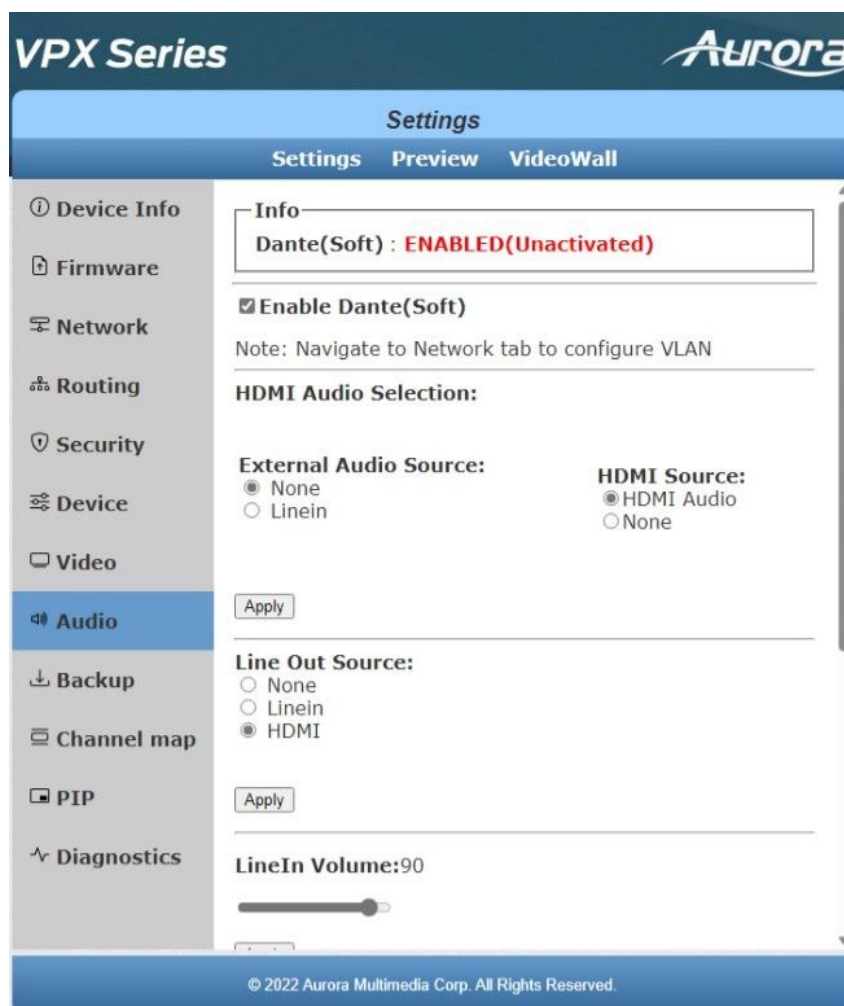 VPX Series
Aurora
Settings
Settings Preview VideoWall
Device Info
Firmware
Network
Routing
Security
Device
Video
Audio
Backup
Channel map
PIP
Diagnostics
Info
Dante(Soft) : ENABLED(Unactivated)
Enable Dante(Soft)
Note: Navigate to Network tab to configure VLAN
HDMI Audio Selection:
External Audio Source:
None
Linein
HDMI Source:
HDMI Audio
None
Apply
Line Out Source:
None
Linein
HDMI
Apply
LineIn Volume:90
© 2022 Aurora Multimedia Corp. All Rights Reserved.